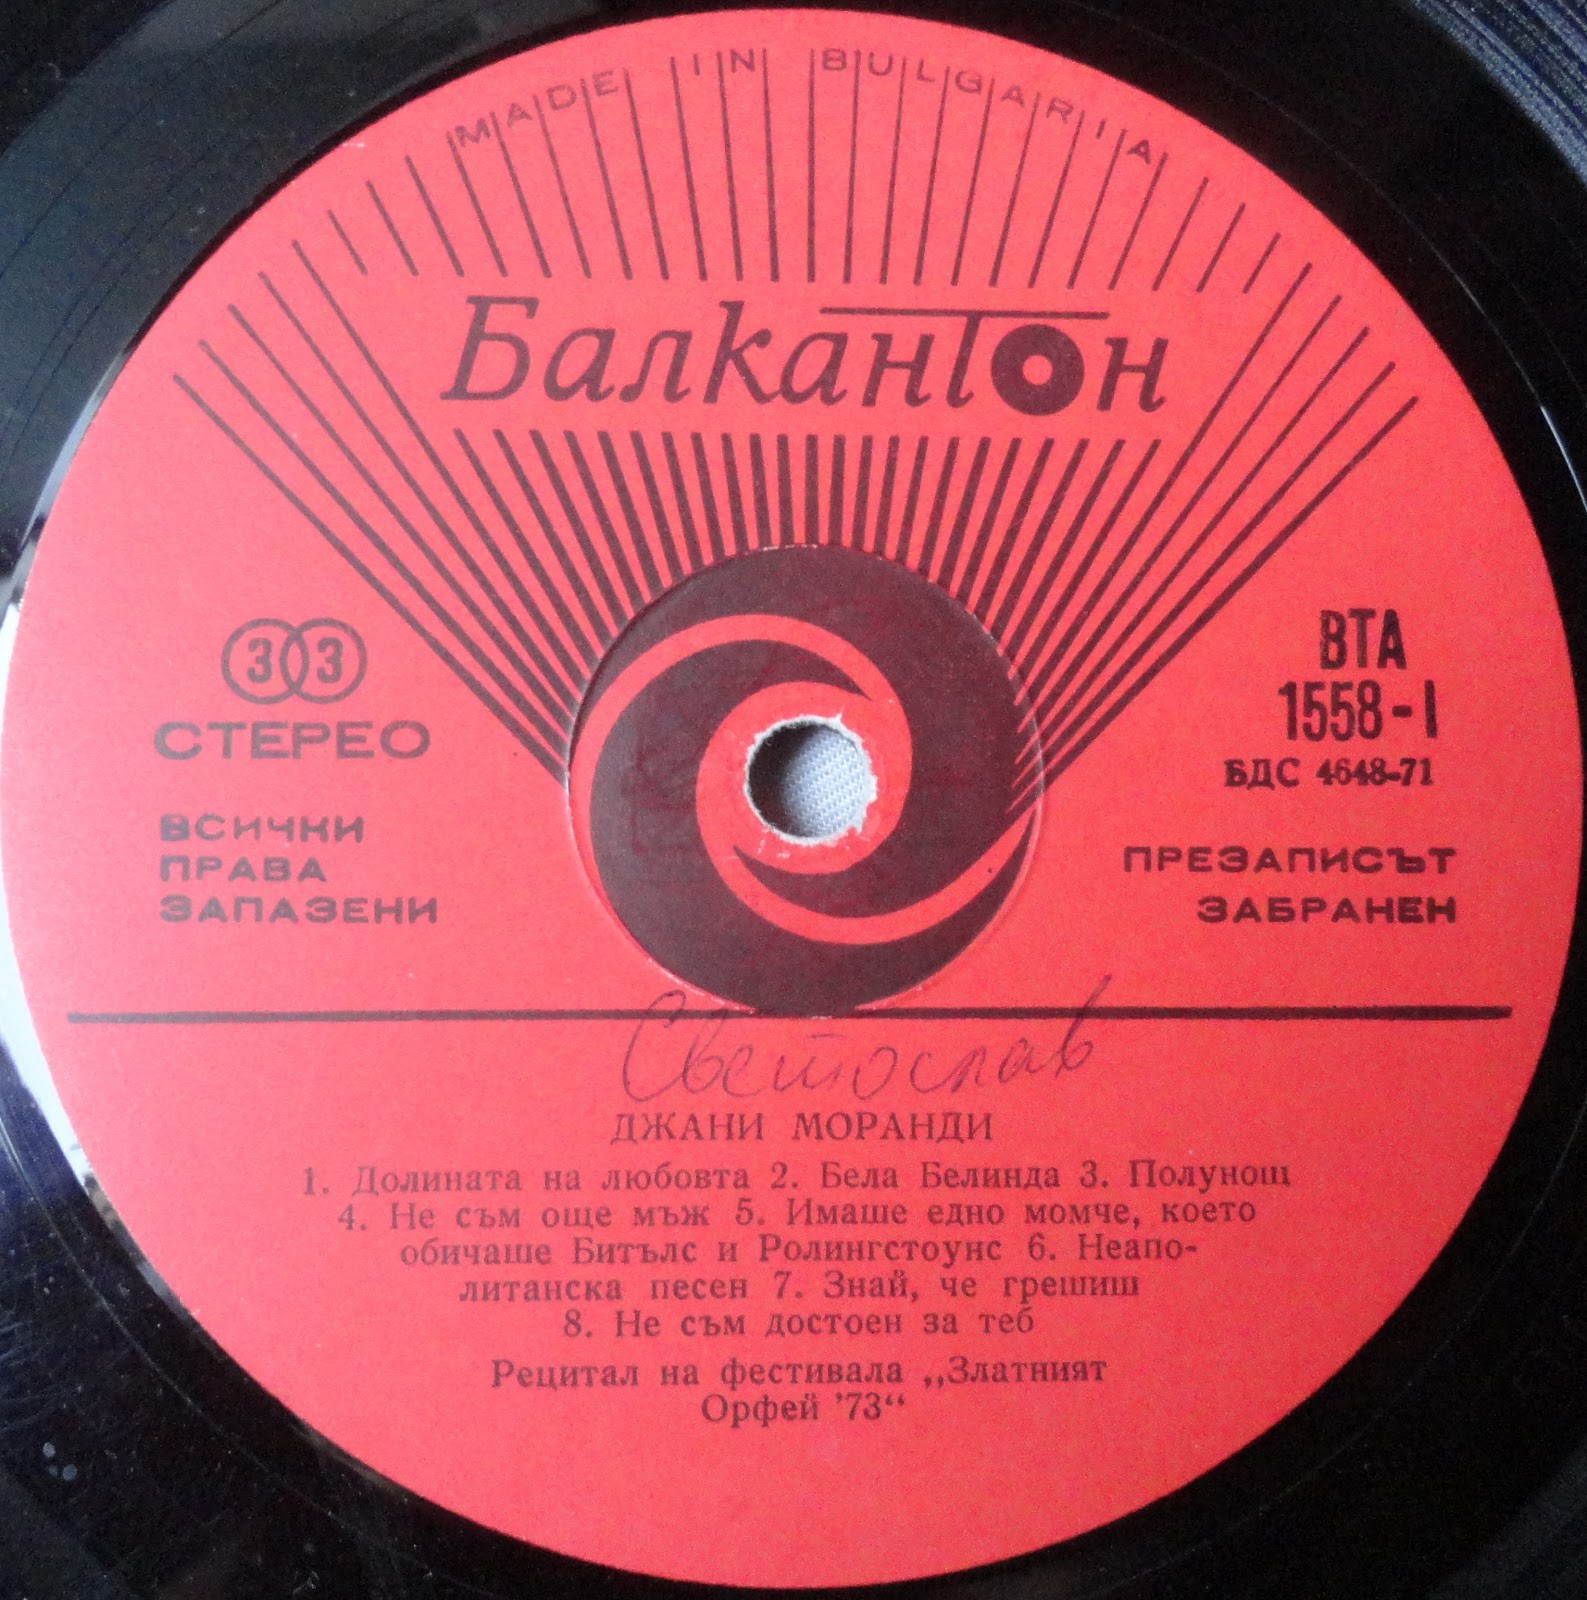 MADE IN BULGARIA
Балкантон
33
СТЕРЕО
ВСИЧКИ
ПРАВА
ЗАПАЗЕНИ
ВТА
1558-I
БДС 4648-71
ПРЕЗАПИСЪТ
ЗАБРАНЕН
Светослав
ДЖАНИ МОРАНДИ
1. Долината на любовта 2. Бела Белинда 3. Полунощ
4. Не съм още мъж 5. Имаше едно момче, което
обичаше Битълс и Ролингстоунс 6. Неапо-
литанска песен 7. Знай, че грешиш
8. Не съм достоен за теб
Рецитал на фестивала „Златният
Орфей '73“